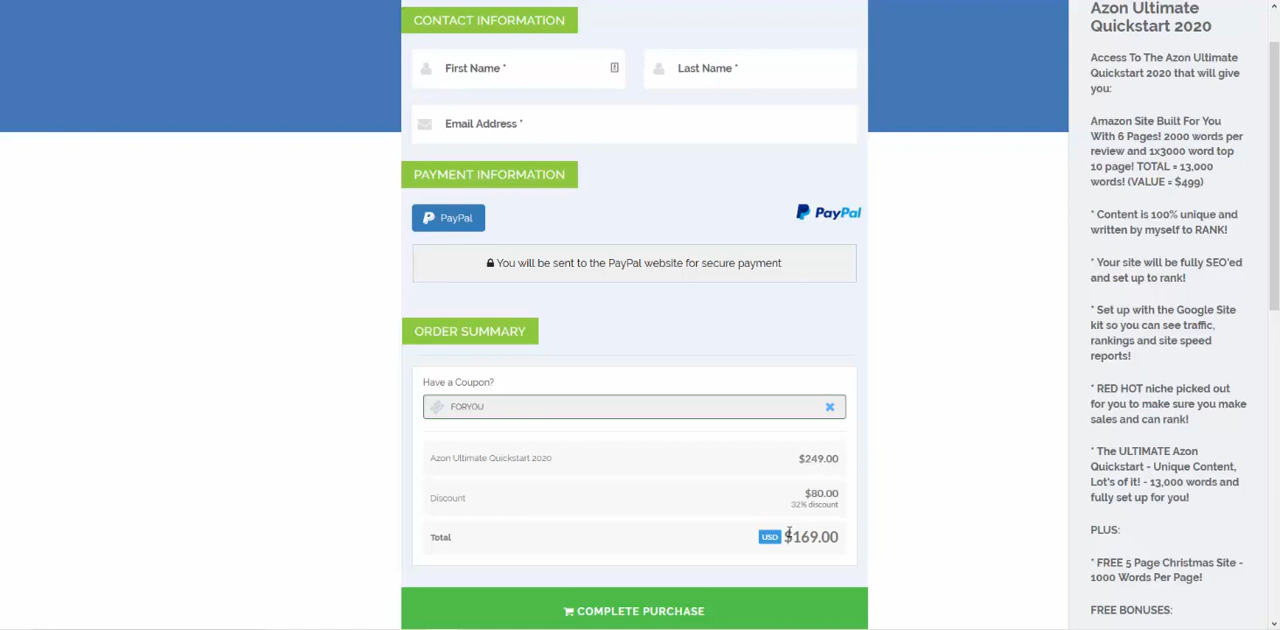 CONTACT INFORMATION
First Name *
Last Name *
Email Address *
PAYMENT INFORMATION
PayPal
PayPal
You will be sent to the PayPal website for secure payment
ORDER SUMMARY
Have a Coupon?
FORYOU
Azon Ultimate Quickstart 2020 $249.00
Discount $80.00
32% discount
Total USD $169.00
COMPLETE PURCHASE
Azon Ultimate
Quickstart 2020
Access To The Azon Ultimate
Quickstart 2020 that will give
you:
Amazon Site Built For You
With 6 Pages! 2000 words per
review and 1x3000 word top
10 page! TOTAL = 13,000
words! (VALUE = $499)
* Content is 100% unique and
written by myself to RANK!
* Your site will be fully SEO'ed
and set up to rank!
* Set up with the Google Site
kit so you can see traffic,
rankings and site speed
reports!
* RED HOT niche picked out
for you to make sure you make
sales and can rank!
* The ULTIMATE Azon
Quickstart - Unique Content,
Lot's of it! - 13,000 words and
fully set up for you!
PLUS:
* FREE 5 Page Christmas Site -
1000 Words Per Page!
FREE BONUSES: